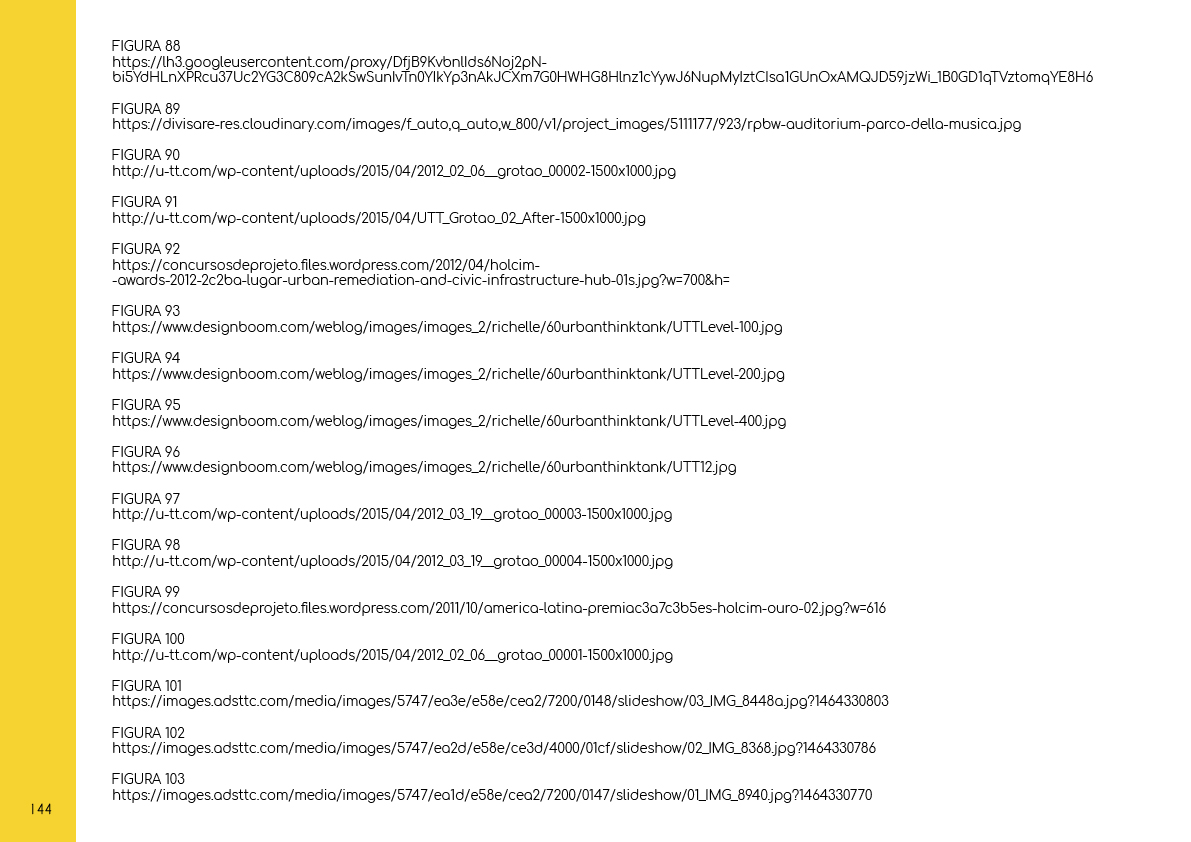 FIGURA 88
https://lh3.googleusercontent.com/proxy/DfjB9KvbnlIds6Noj2pN-
bi5YdHLnXPRcu37Uc2YG3C809cA2kSwSunIvTn0YIkYp3nAkJCXm7G0HWHG8Hlnz1cYywJ6NupMyIztCIsa1GUnOxAMQJD59jzWi_1B0GD1qTVztomqYE8H6
FIGURA 89
https://divisare-res.cloudinary.com/images/f_auto,q_auto,w_800/v1/project_images/5111177/923/rpbw-auditorium-parco-della-musica.jpg
FIGURA 90
http://u-tt.com/wp-content/uploads/2015/04/2012_02_06__grotao_00002-1500x1000.jpg
FIGURA 91
http://u-tt.com/wp-content/uploads/2015/04/UTT_Grotao_02_After-1500x1000.jpg
FIGURA 92
https://concursosdeprojeto.files.wordpress.com/2012/04/holcim-
-awards-2012-2c2ba-lugar-urban-remediation-and-civic-infrastructure-hub-01s.jpg?w=700&h=
FIGURA 93
https://www.designboom.com/weblog/images/images_2/richelle/60urbanthinktank/UTTLevel-100.jpg
FIGURA 94
https://www.designboom.com/weblog/images/images_2/richelle/60urbanthinktank/UTTLevel-200.jpg
FIGURA 95
https://www.designboom.com/weblog/images/images_2/richelle/60urbanthinktank/UTTLevel-400.jpg
FIGURA 96
https://www.designboom.com/weblog/images/images_2/richelle/60urbanthinktank/UTT12.jpg
FIGURA 97
http://u-tt.com/wp-content/uploads/2015/04/2012_03_19__grotao_00003-1500x1000.jpg
FIGURA 98
http://u-tt.com/wp-content/uploads/2015/04/2012_03_19__grotao_00004-1500x1000.jpg
FIGURA 99
https://concursosdeprojeto.files.wordpress.com/2011/10/america-latina-premiac3a7c3b5es-holcim-ouro-02.jpg?w=616
FIGURA 100
http://u-tt.com/wp-content/uploads/2015/04/2012_02_06__grotao_00001-1500x1000.jpg
FIGURA 101
https://images.adsttc.com/media/images/5747/ea3e/e58e/cea2/7200/0148/slideshow/03_IMG_8448a.jpg?1464330803
FIGURA 102
https://images.adsttc.com/media/images/5747/ea2d/e58e/ce3d/4000/01cf/slideshow/02_IMG_8368.jpg?1464330786
FIGURA 103
https://images.adsttc.com/media/images/5747/ea1d/e58e/cea2/7200/0147/slideshow/01_IMG_8940.jpg?1464330770
144